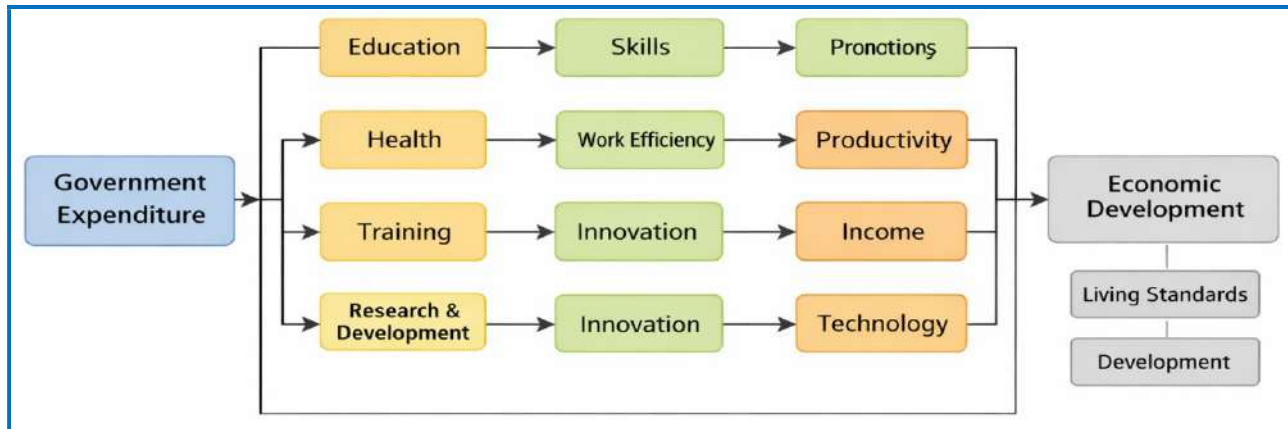 Education
Skills
Pronotions
Health
Work Efficiency
Productivity
Government
Expenditure
Economic
Development
Training
Innovation
Income
Living Standards
Research &
Development
Innovation
Technology
Development